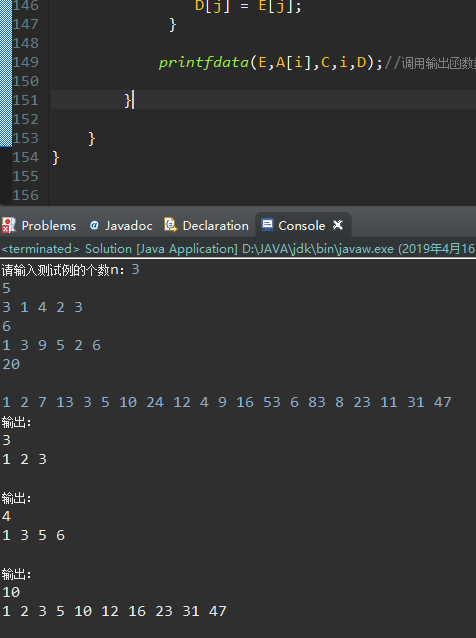 146 D[j] = E[j];
147 }
148
149 printfdata(E,A[i],C,i,D);//调用输出函数
150
151 }
152
153 }
154 }
155
156
Problems @ Javadoc Declaration Console
<terminated> Solution [Java Application] D:\JAVA\jdk\bin\javaw.exe (2019年4月16
请输入测试例的个数n：3
5
3 1 4 2 3
6
1 3 9 5 2 6
20
1 2 7 13 3 5 10 24 12 4 9 16 53 6 83 8 23 11 31 47
输出：
3
1 2 3
输出：
4
1 3 5 6
输出：
10
1 2 3 5 10 12 16 23 31 47